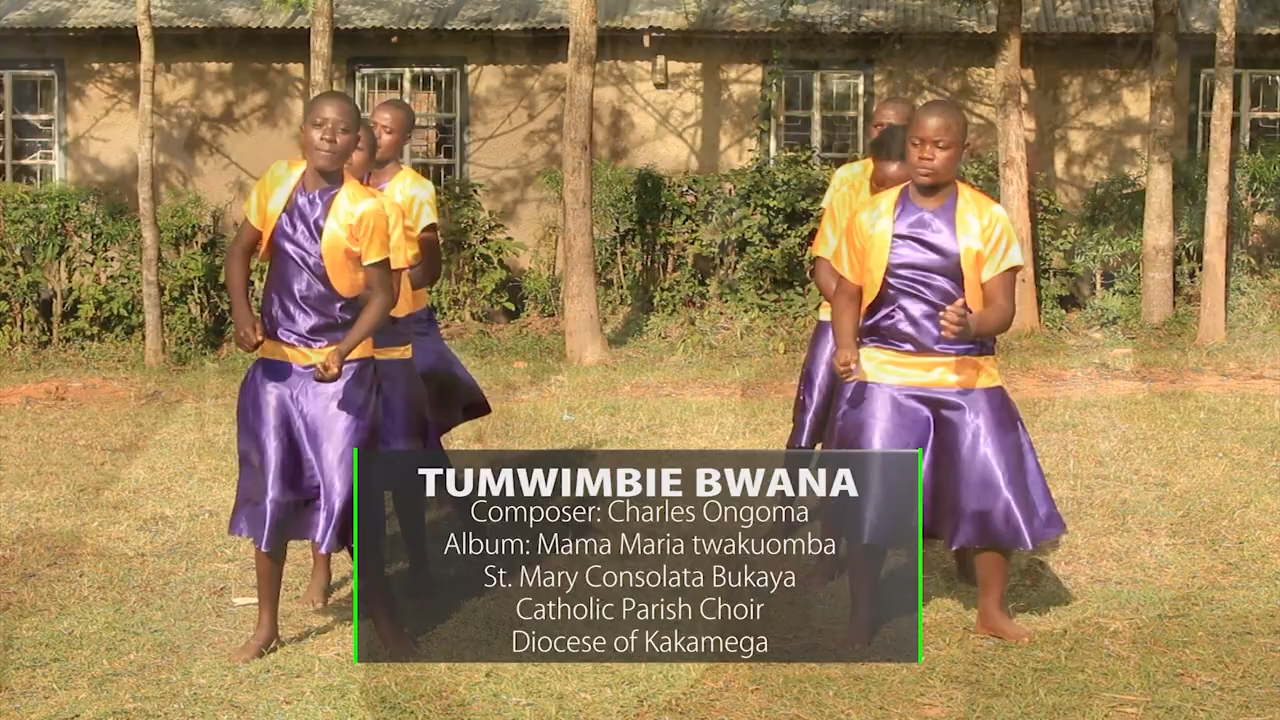 TUMWIMBIE BWANA
Composer: Charles Ongoma
Album: Mama Maria twakuomba
St. Mary Consolata Bukaya
Catholic Parish Choir
Diocese of Kakamega